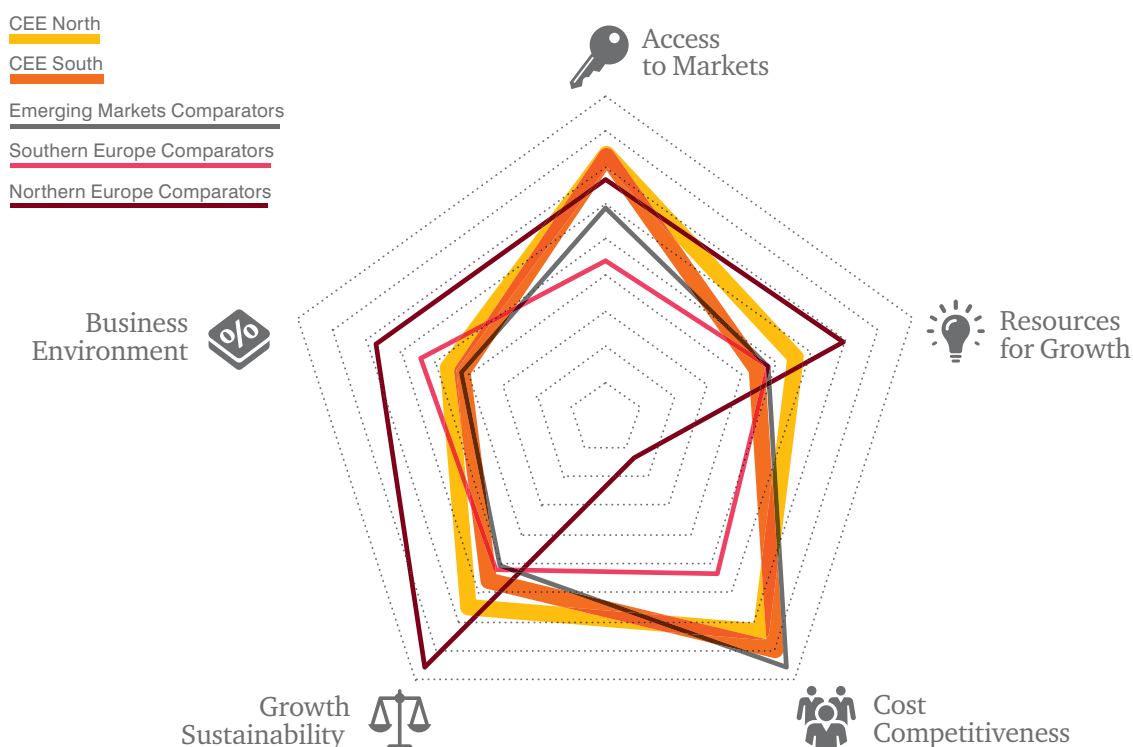 CEE North
CEE South
Emerging Markets Comparators
Southern Europe Comparators
Northern Europe Comparators
Access
to Markets
Business
Environment
%
Resources
for Growth
Growth
Sustainability
Cost
Competitiveness